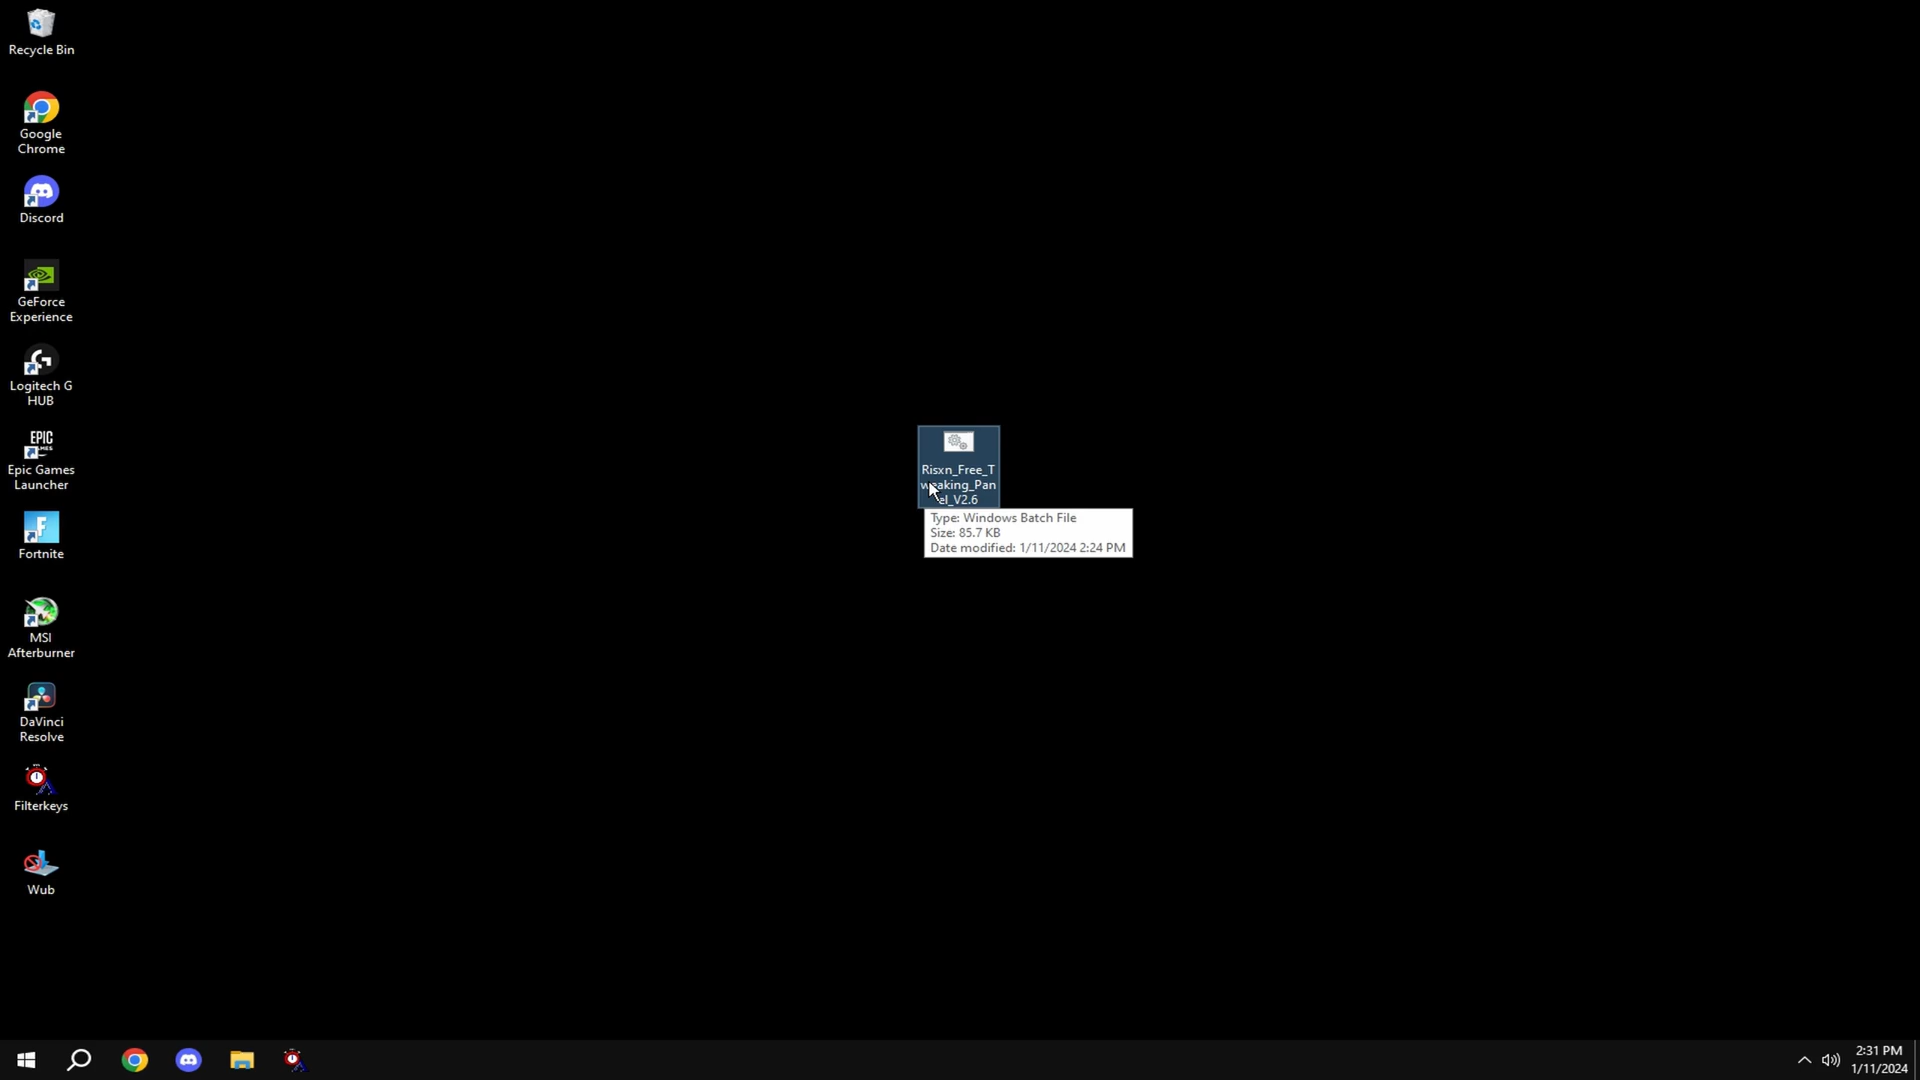 Recycle Bin
Google
Chrome
Discord
GeForce
Experience
Logitech G
HUB
EPIC
GAMES
Epic Games
Launcher
Fortnite
MSI
Afterburner
DaVinci
Resolve
Filterkeys
Wub
Risxn_Free_T
weaking_Pan
el_V2.6
Type: Windows Batch File
Size: 85.7 KB
Date modified: 1/11/2024 2:24 PM
2:31 PM
1/11/2024